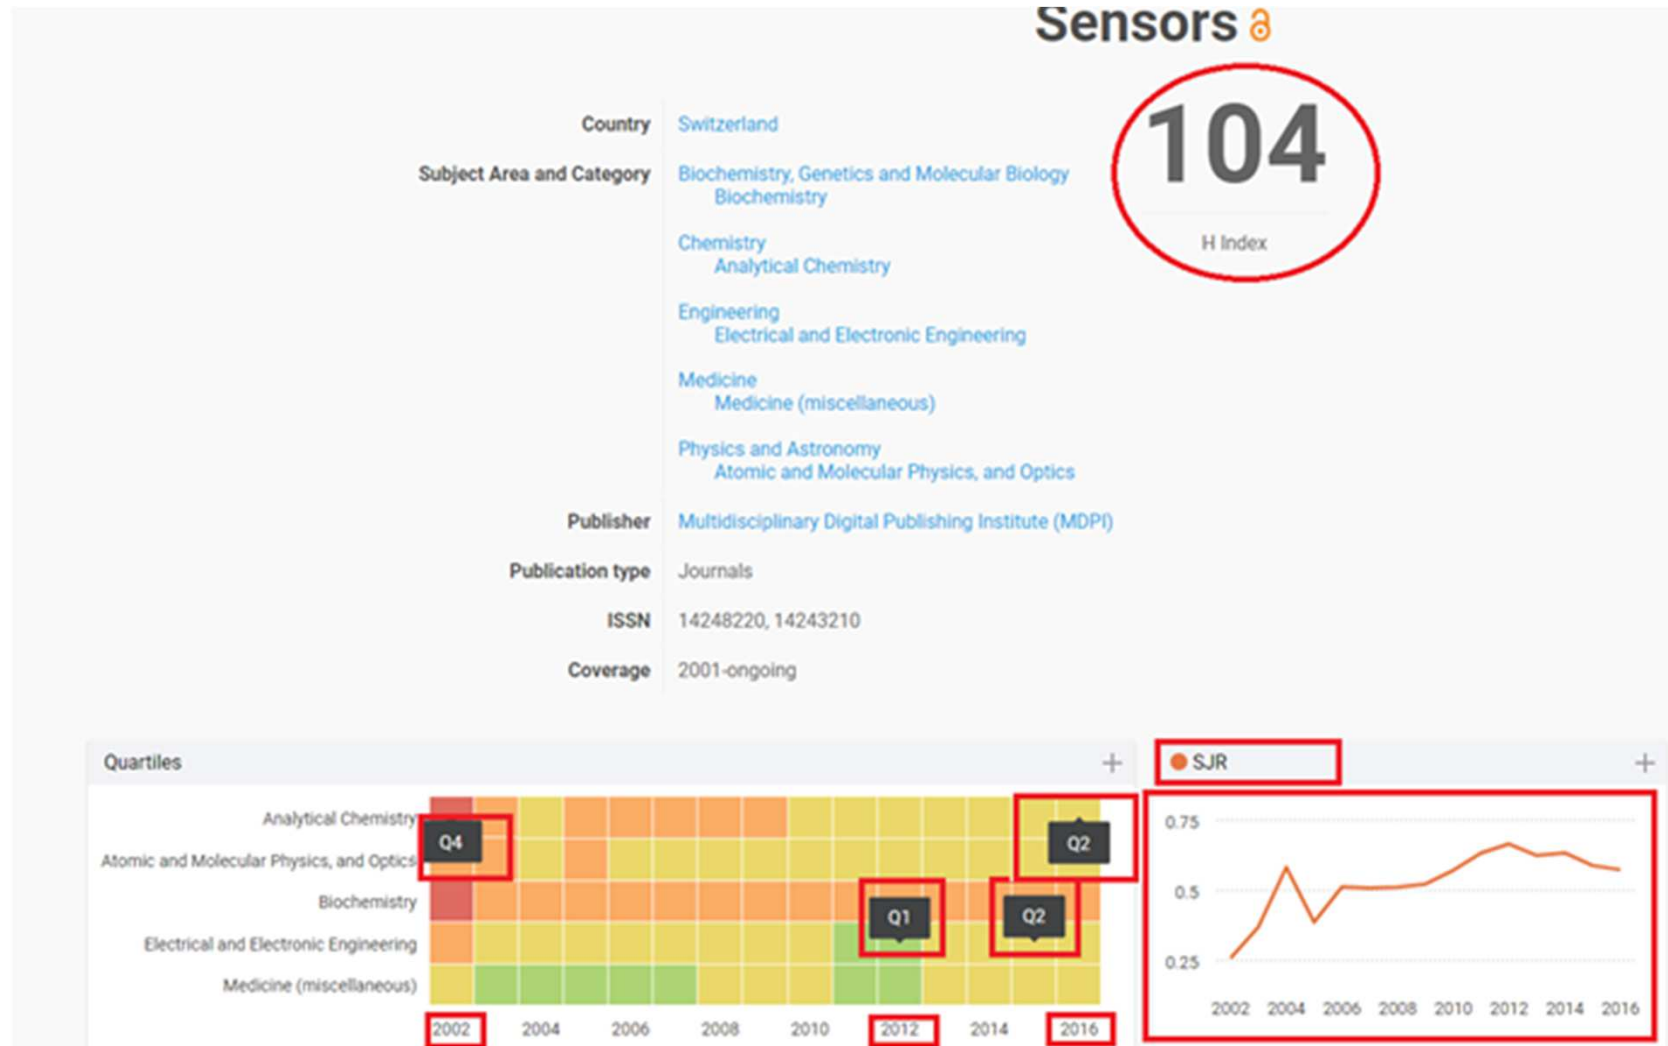 Sensors
104
H Index
Country Switzerland
Subject Area and Category Biochemistry, Genetics and Molecular Biology
Biochemistry
Chemistry
Analytical Chemistry
Engineering
Electrical and Electronic Engineering
Medicine
Medicine (miscellaneous)
Physics and Astronomy
Atomic and Molecular Physics, and Optics
Publisher Multidisciplinary Digital Publishing Institute (MDPI)
Publication type Journals
ISSN 14248220, 14243210
Coverage 2001-ongoing
Quartiles +
Analytical Chemistry
Q4 Q2
Atomic and Molecular Physics, and Optics
Biochemistry
Q1 Q2
Electrical and Electronic Engineering
Medicine (miscellaneous)
2002 2004 2006 2008 2010 2012 2014 2016
SJR +
0.75
0.5
0.25
2002 2004 2006 2008 2010 2012 2014 2016